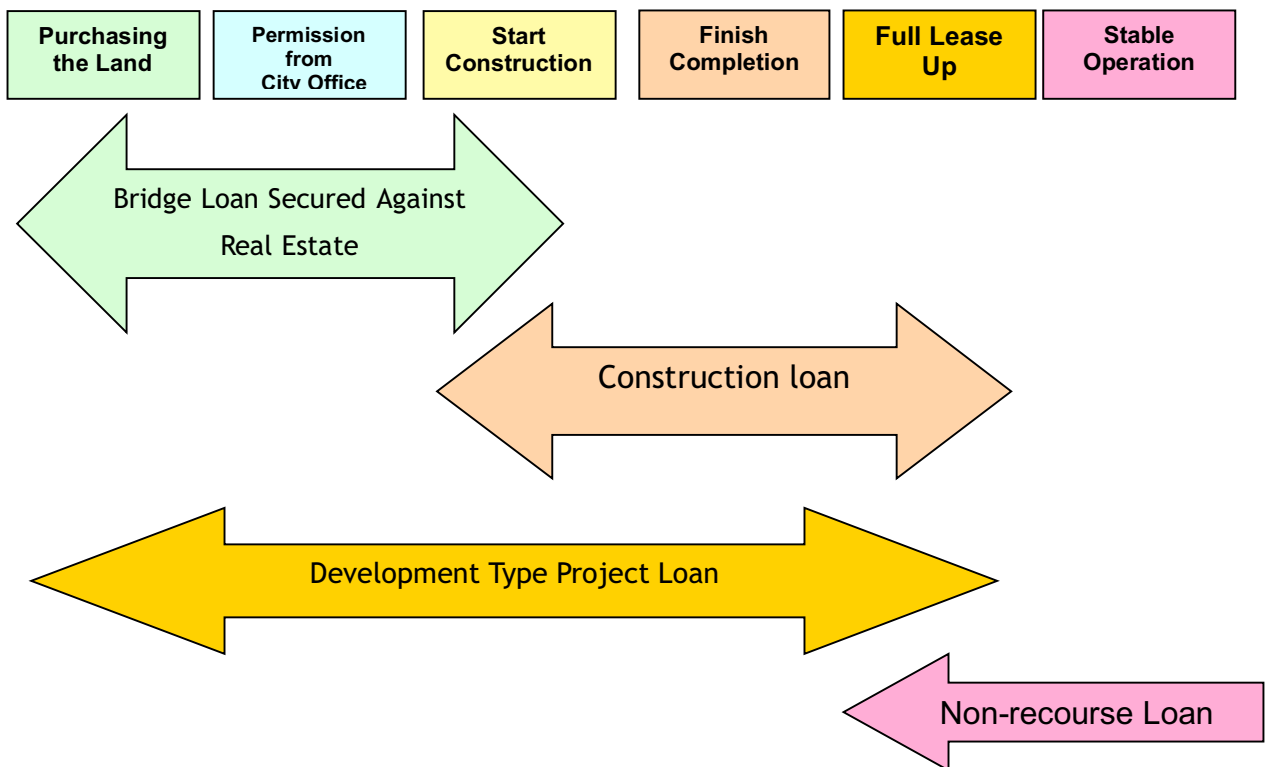 Purchasing
the Land
Permission
from
City Office
Start
Construction
Finish
Completion
Full Lease
Up
Stable
Operation
Bridge Loan Secured Against
Real Estate
Construction loan
Development Type Project Loan
Non-recourse Loan